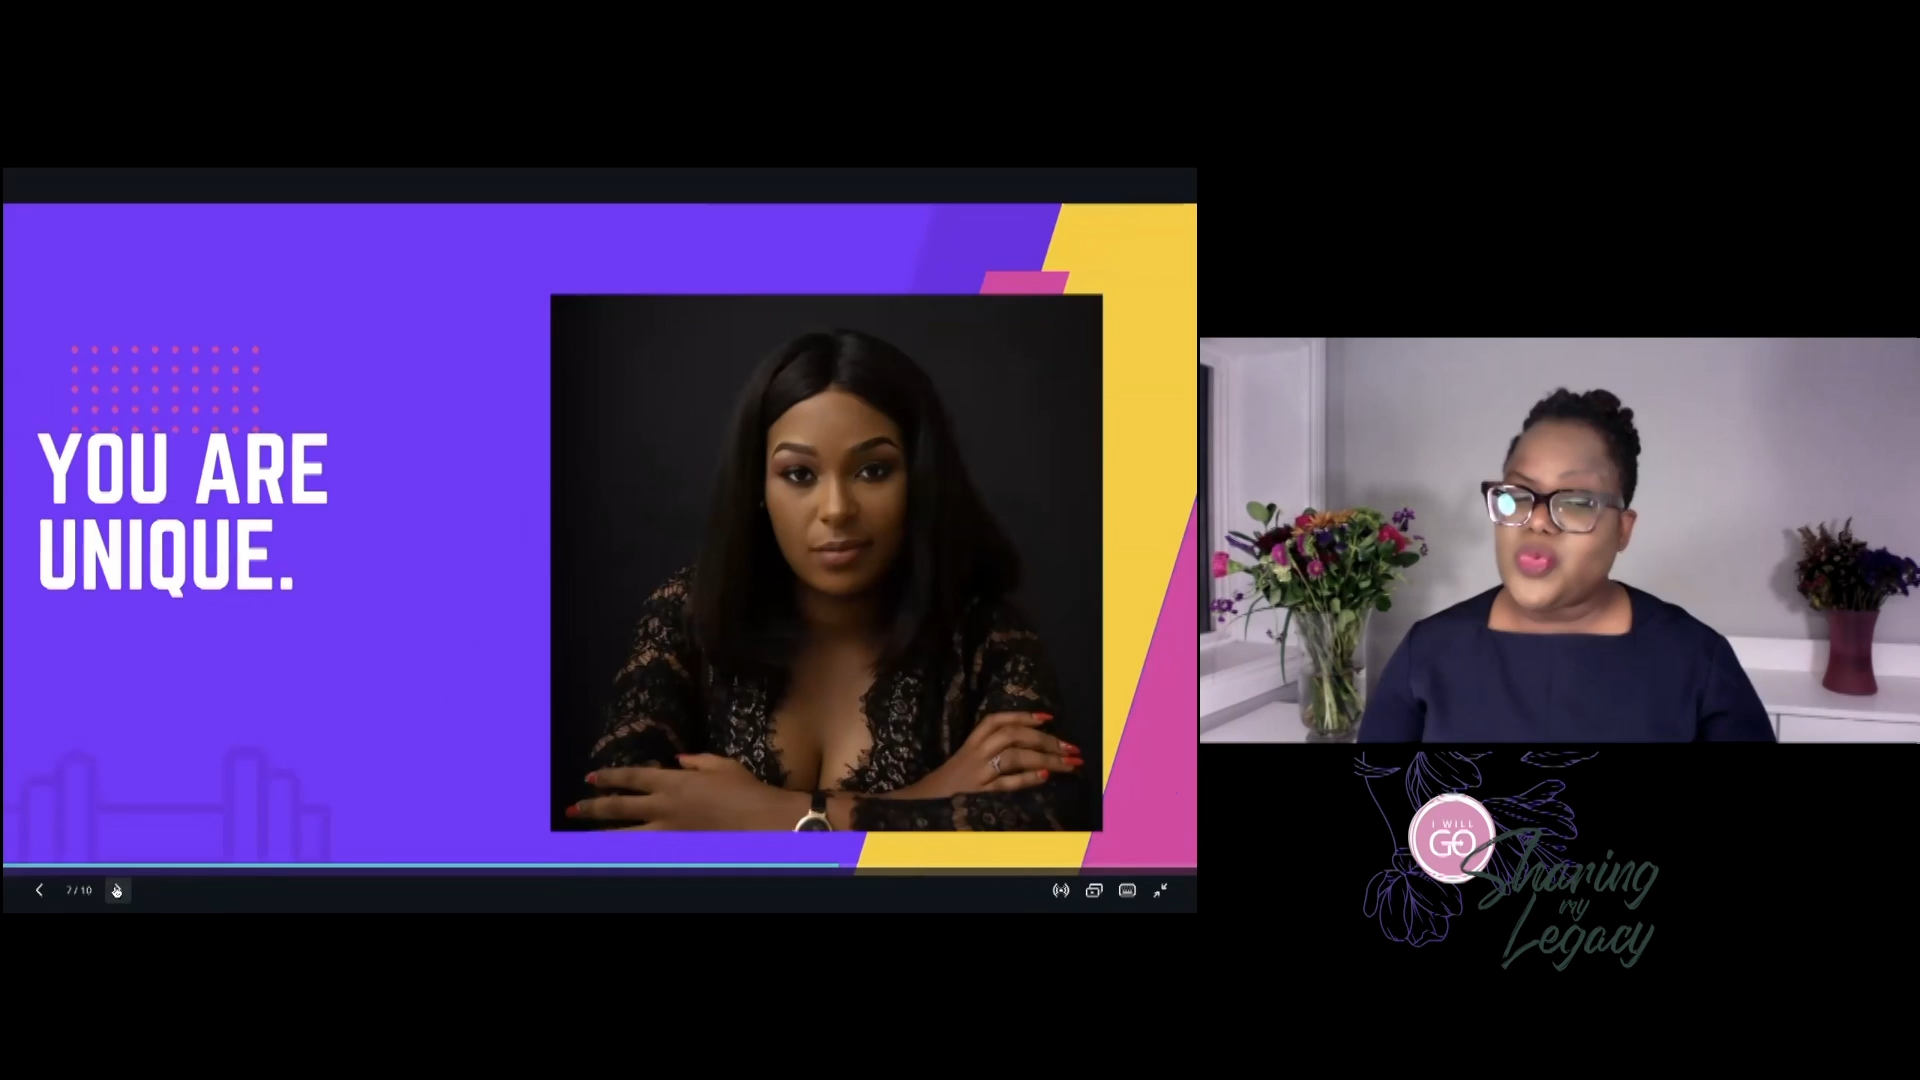 YOU ARE
UNIQUE.
7 / 10
I WILL
GO
Sharing
my
Legacy